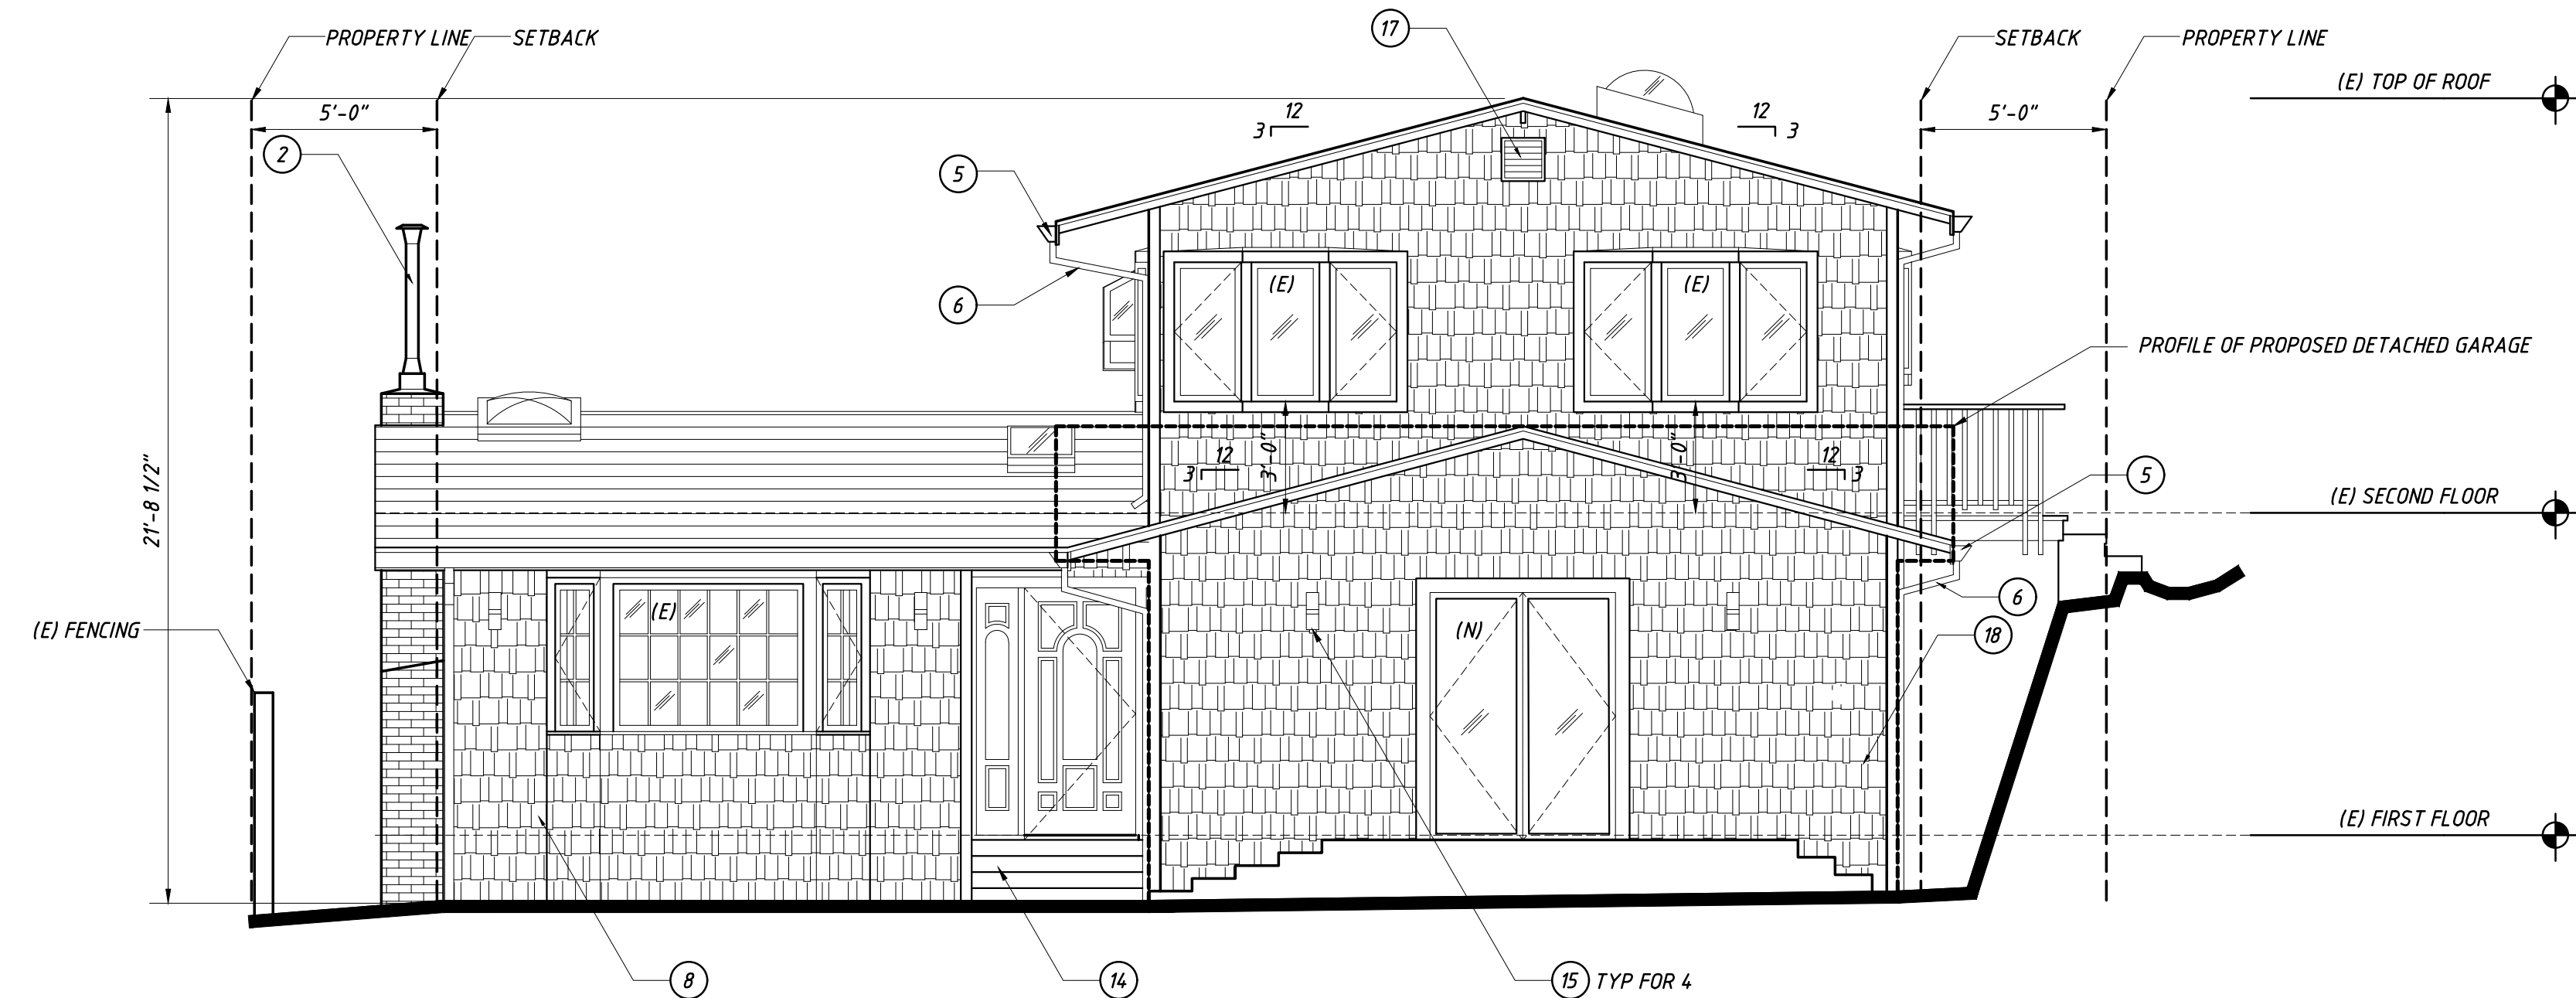 17
PROPERTY LINE
SETBACK
SETBACK
PROPERTY LINE
(E) TOP OF ROOF
5'-0"
12
3
12
3
5'-0"
2
5
(E)
(E)
6
PROFILE OF PROPOSED DETACHED GARAGE
21'-8 1/2"
3'-0"
3'-0"
12
3
12
3
5
(E) SECOND FLOOR
(E)
6
(E) FENCING
(N)
18
(E) FIRST FLOOR
8
14
15 TYP FOR 4